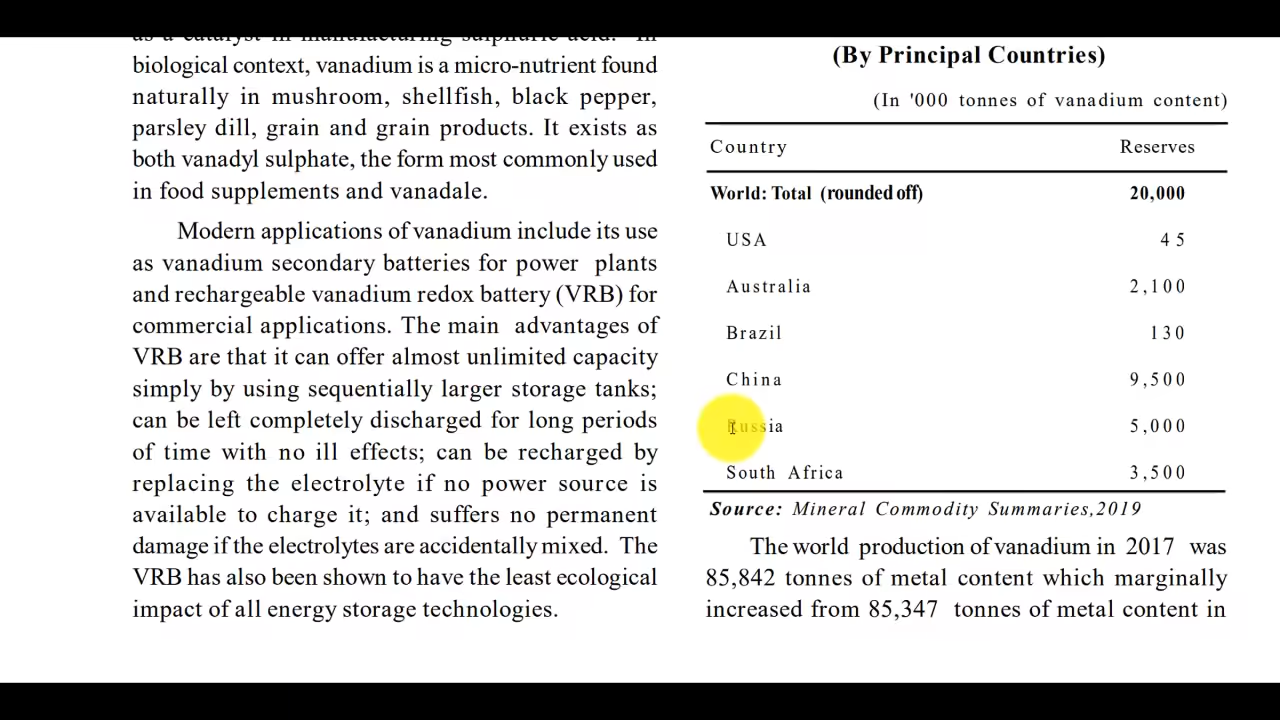 as a catalyst in manufacturing sulphuric acid. In
biological context, vanadium is a micro-nutrient found
naturally in mushroom, shellfish, black pepper,
parsley dill, grain and grain products. It exists as
both vanadyl sulphate, the form most commonly used
in food supplements and vanadale.
Modern applications of vanadium include its use
as vanadium secondary batteries for power plants
and rechargeable vanadium redox battery (VRB) for
commercial applications. The main advantages of
VRB are that it can offer almost unlimited capacity
simply by using sequentially larger storage tanks;
can be left completely discharged for long periods
of time with no ill effects; can be recharged by
replacing the electrolyte if no power source is
available to charge it; and suffers no permanent
damage if the electrolytes are accidentally mixed. The
VRB has also been shown to have the least ecological
impact of all energy storage technologies.
(By Principal Countries)
(In '000 tonnes of vanadium content)
Country Reserves
World: Total (rounded off) 20,000
USA 45
Australia 2,100
Brazil 130
China 9,500
Russia 5,000
South Africa 3,500
Source: Mineral Commodity Summaries,2019
The world production of vanadium in 2017 was
85,842 tonnes of metal content which marginally
increased from 85,347 tonnes of metal content in